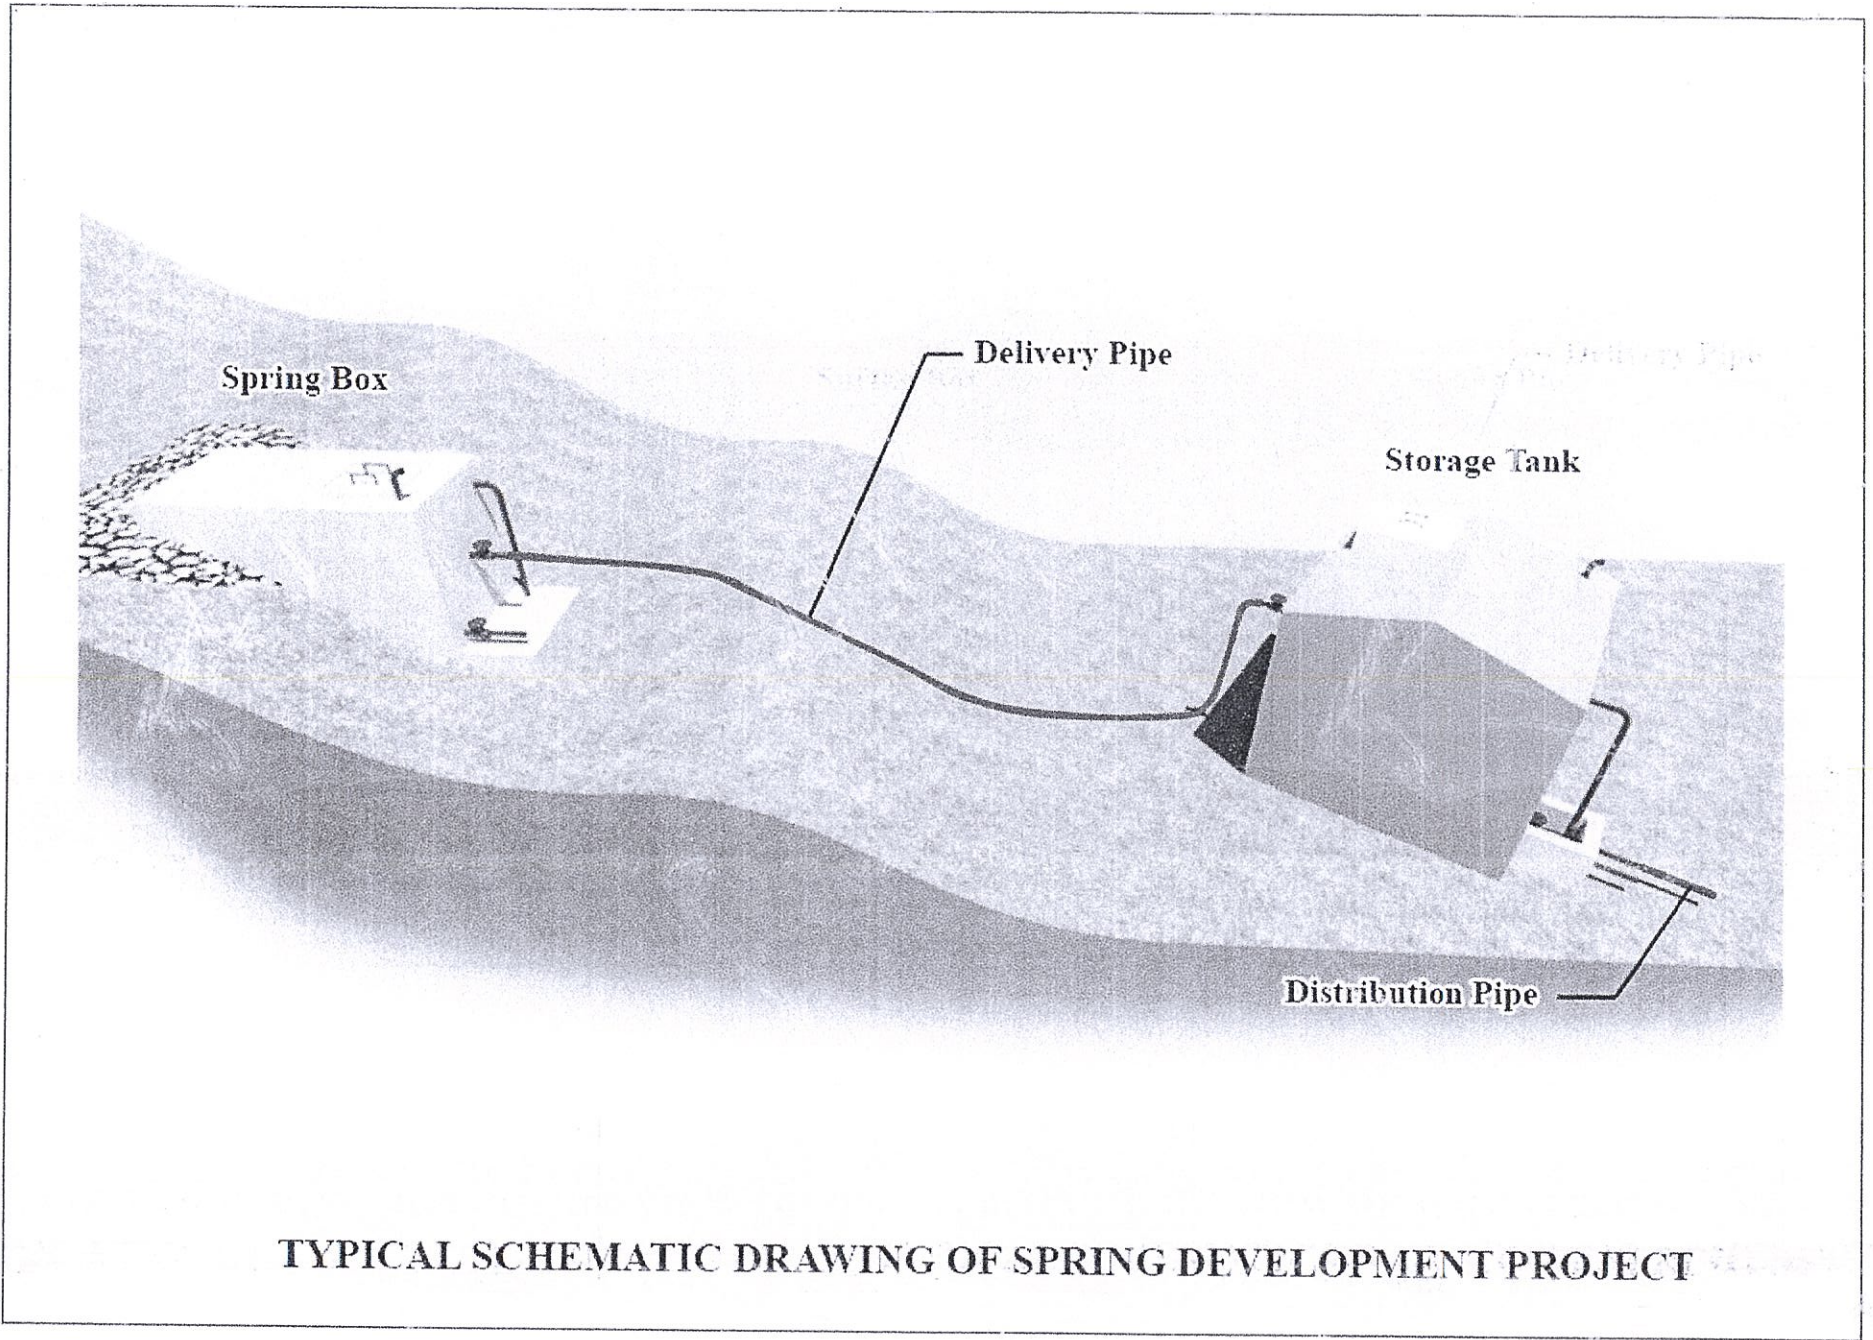 Delivery Pipe
Spring Box
Storage Tank
Distribution Pipe
TYPICAL SCHEMATIC DRAWING OF SPRING DEVELOPMENT PROJECT